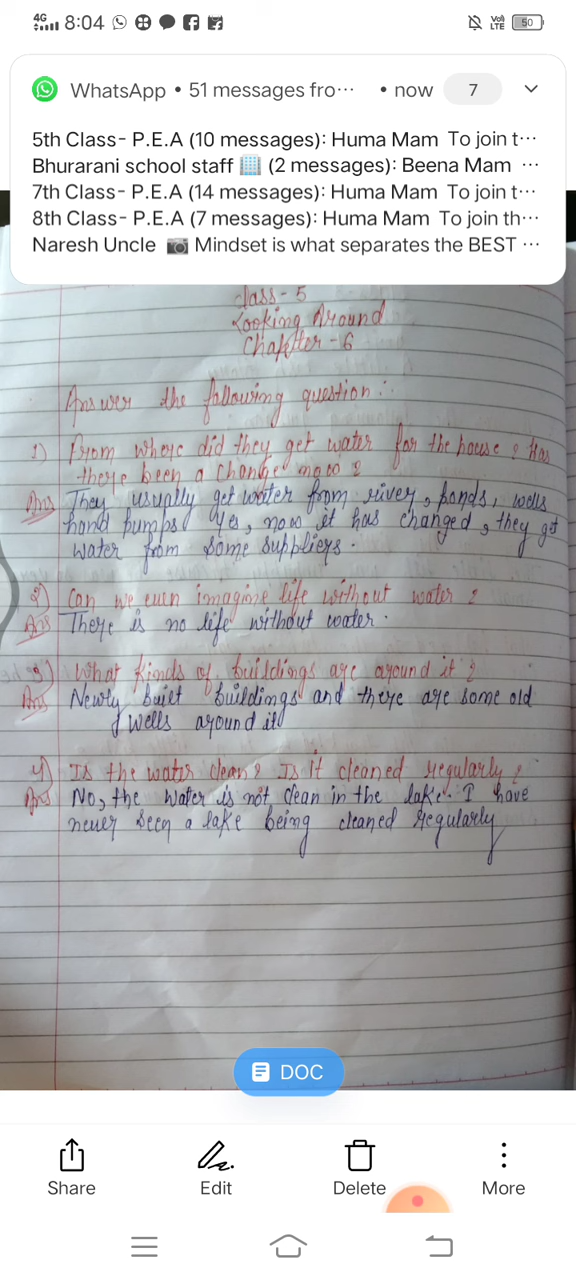 4G 8:04 Vo) LTE 50
WhatsApp • 51 messages fro··· • now 7
5th Class- P.E.A (10 messages): Huma Mam To join t···
Bhurarani school staff 🏢 (2 messages): Beena Mam ···
7th Class- P.E.A (14 messages): Huma Mam To join t···
8th Class- P.E.A (7 messages): Huma Mam To join th···
Naresh Uncle 📷 Mindset is what separates the BEST ···
Class - 5
Looking Around
Chapter - 6
Answer the following question :-
1) From where did they get water for the house ? Has
there been a change now ?
Ans They usually get water from river, ponds, wells
hand pumps Yes, now it has changed, they get
water from some suppliers.
2) Can we even imagine life without water ?
Ans There is no life without water.
3) What kinds of buildings are around it ?
Ans Newly built buildings and there are some old
wells around it
4) Is the water clean? Is it cleaned regularly ?
Ans No, the water is not clean in the lake. I have
never seen a lake being cleaned regularly
DOC
Share Edit Delete More